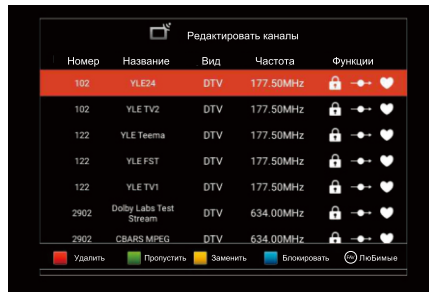 Редактировать каналы
Номер Название Вид Частота Функции
102 YLE24 DTV 177.50MHz
102 YLE TV2 DTV 177.50MHz
122 YLE Teema DTV 177.50MHz
122 YLE FST DTV 177.50MHz
122 YLE TV1 DTV 177.50MHz
2902 Dolby Labs Test Stream DTV 634.00MHz
2902 CBARS MPEG DTV 634.00MHz
Удалить Пропустить Заменить Блокировать ЛюБимые